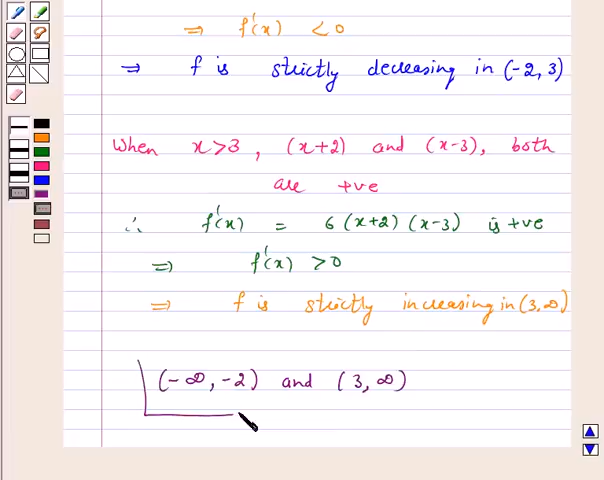 ⇒ f'(x) < 0
⇒ f is strictly decreasing in (-2, 3)
When x>3, (x+2) and (x-3), both
are +ve
∴ f'(x) = 6(x+2)(x-3) is +ve
⇒ f'(x) >0
⇒ f is strictly increasing in (3,∞)
(-∞, -2) and (3, ∞)